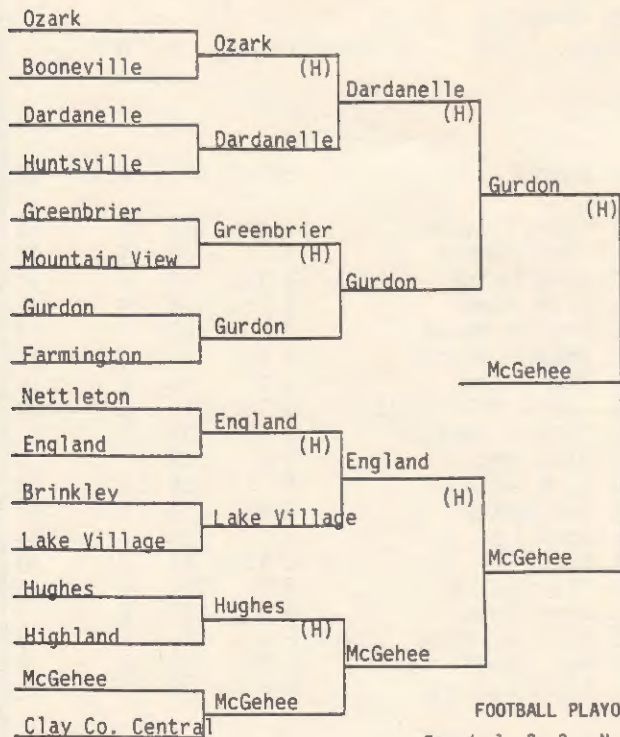 Ozark
Booneville
Dardanelle
Huntsville
Greenbrier
Mountain View
Gurdon
Farmington
Nettleton
England
Brinkley
Lake Village
Hughes
Highland
McGehee
Clay Co. Central
Ozark
(H)
Dardanelle
Greenbrier
(H)
Gurdon
England
(H)
Lake Village
Hughes
(H)
McGehee
Dardanelle
(H)
Gurdon
England
(H)
McGehee
Gurdon
(H)
McGehee
McGehee
FOOTBALL PLAYO